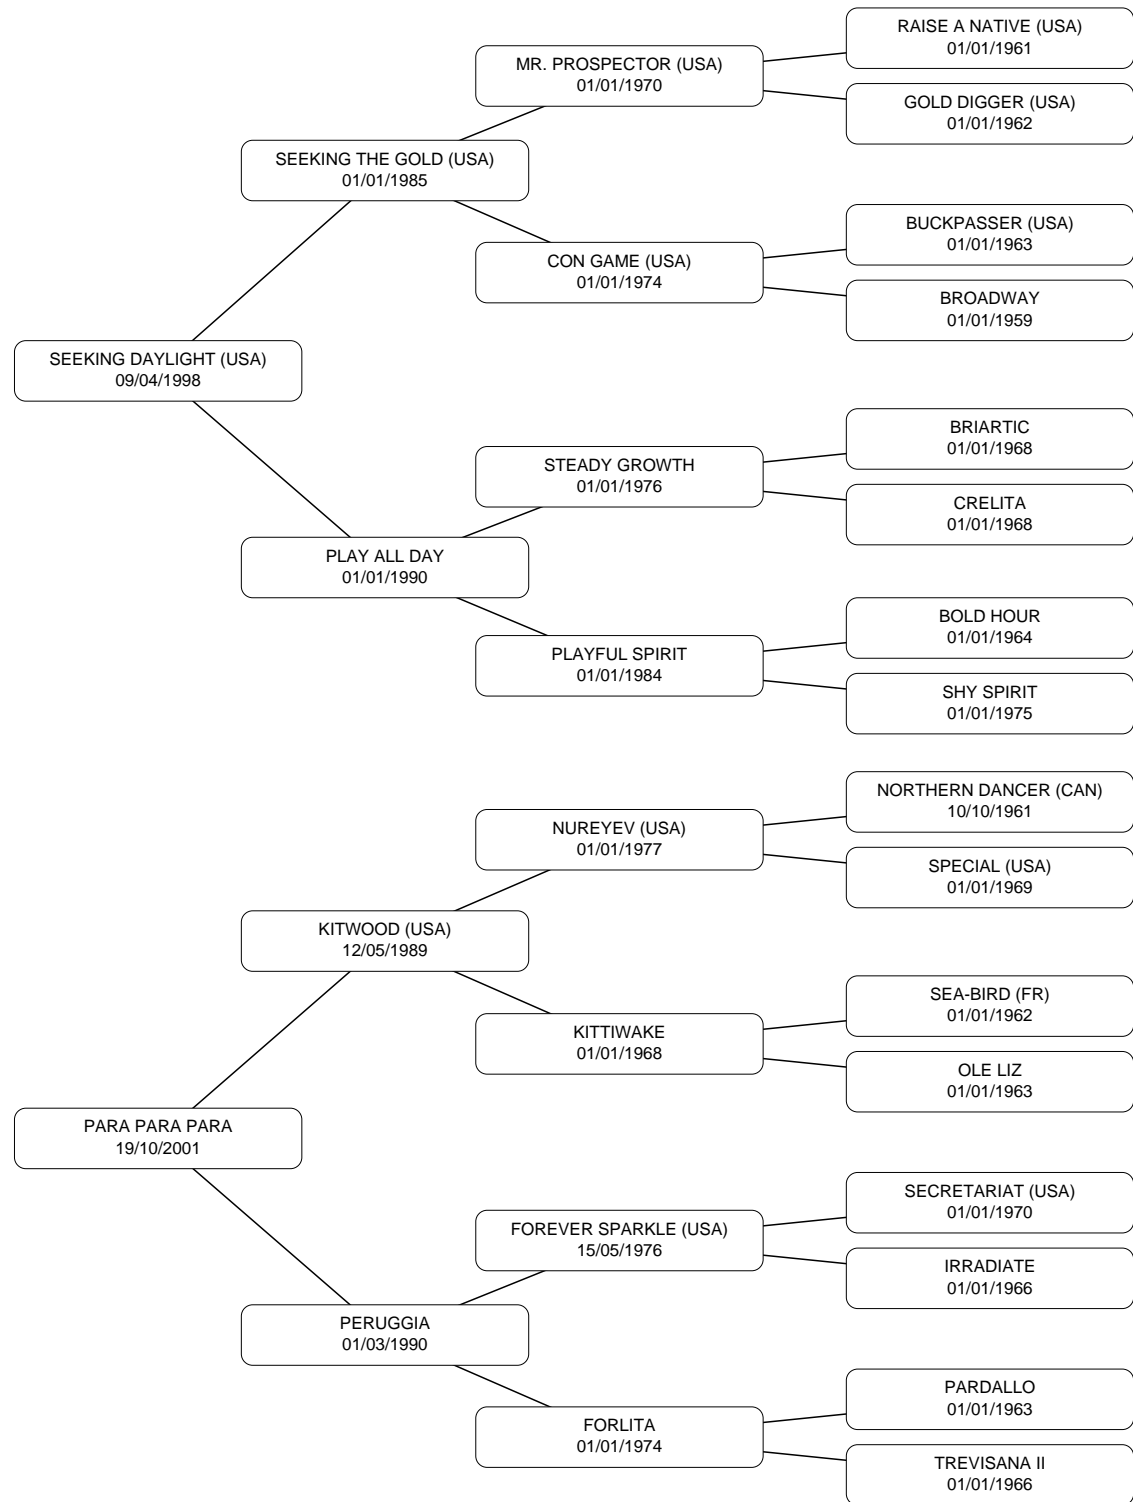 RAISE A NATIVE (USA)
01/01/1961
MR. PROSPECTOR (USA)
01/01/1970
GOLD DIGGER (USA)
01/01/1962
SEEKING THE GOLD (USA)
01/01/1985
BUCKPASSER (USA)
01/01/1963
CON GAME (USA)
01/01/1974
BROADWAY
01/01/1959
SEEKING DAYLIGHT (USA)
09/04/1998
BRIARTIC
01/01/1968
STEADY GROWTH
01/01/1976
CRELITA
01/01/1968
PLAY ALL DAY
01/01/1990
BOLD HOUR
01/01/1964
PLAYFUL SPIRIT
01/01/1984
SHY SPIRIT
01/01/1975
NORTHERN DANCER (CAN)
10/10/1961
NUREYEV (USA)
01/01/1977
SPECIAL (USA)
01/01/1969
KITWOOD (USA)
12/05/1989
SEA-BIRD (FR)
01/01/1962
KITTIWAKE
01/01/1968
OLE LIZ
01/01/1963
PARA PARA PARA
19/10/2001
SECRETARIAT (USA)
01/01/1970
FOREVER SPARKLE (USA)
15/05/1976
IRRADIATE
01/01/1966
PERUGGIA
01/03/1990
PARDALLO
01/01/1963
FORLITA
01/01/1974
TREVISANA II
01/01/1966